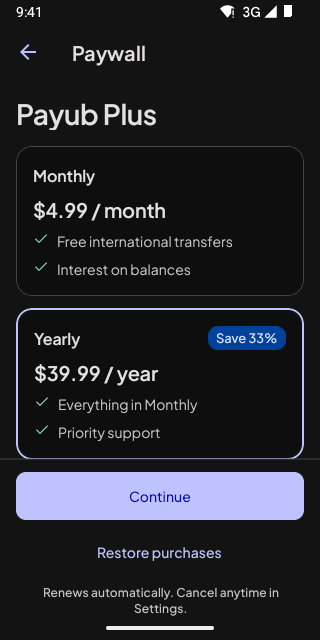 9:41
3G
Paywall
Payub Plus
Monthly
$4.99 / month
Free international transfers
Interest on balances
Yearly
Save 33%
$39.99 / year
Everything in Monthly
Priority support
Continue
Restore purchases
Renews automatically. Cancel anytime in
Settings.